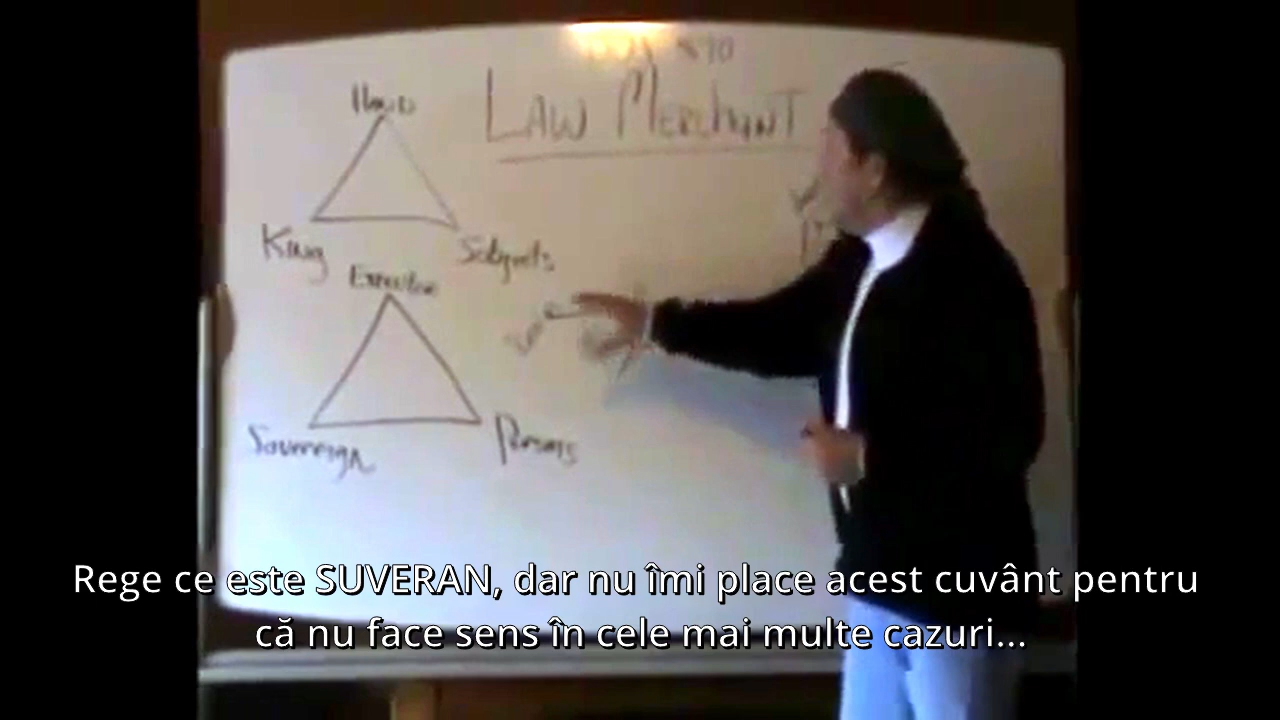 LAW MERCHANT
King
Subjects
Executive
Sovereign
Persons
Rege ce este SUVERAN, dar nu îmi place acest cuvânt pentru
că nu face sens în cele mai multe cazuri...